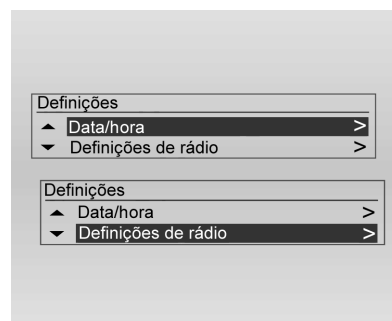 Definições
Data/hora >
Definições de rádio >
Definições
Data/hora >
Definições de rádio >